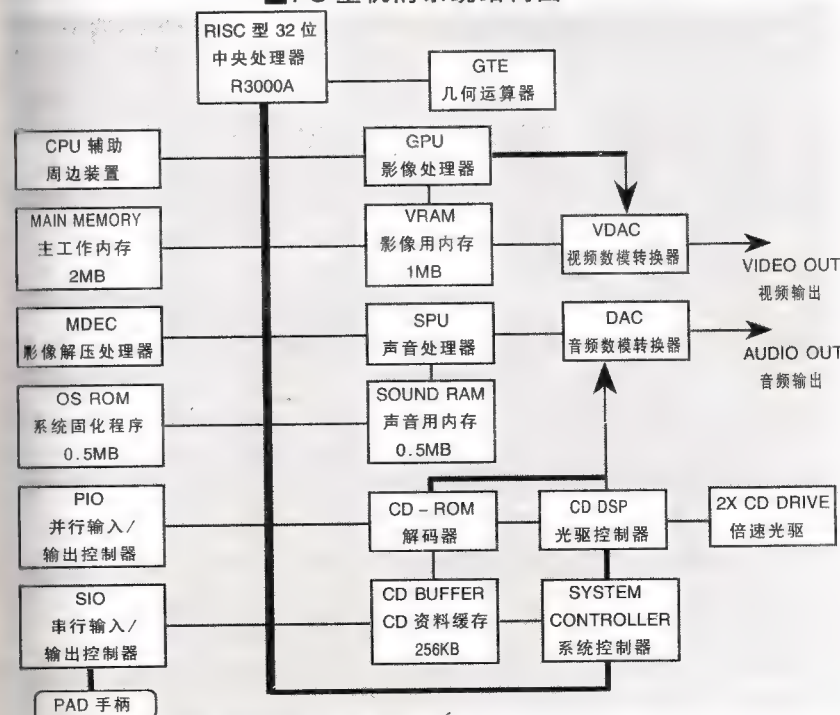 RISC 型 32 位
中央处理器
R3000A
GTE
几何运算器
CPU 辅助
周边装置
GPU
影像处理器
MAIN MEMORY
主工作内存
2MB
VRAM
影像用内存
1MB
VDAC
视频数模转换器
VIDEO OUT
视频输出
MDEC
影像解压处理器
SPU
声音处理器
DAC
音频数模转换器
AUDIO OUT
音频输出
OS ROM
系统固化程序
0.5MB
SOUND RAM
声音用内存
0.5MB
PIO
并行输入/
输出控制器
CD-ROM
解码器
CD DSP
光驱控制器
2X CD DRIVE
倍速光驱
SIO
串行输入/
输出控制器
CD BUFFER
CD 资料缓存
256KB
SYSTEM
CONTROLLER
系统控制器
PAD 手柄